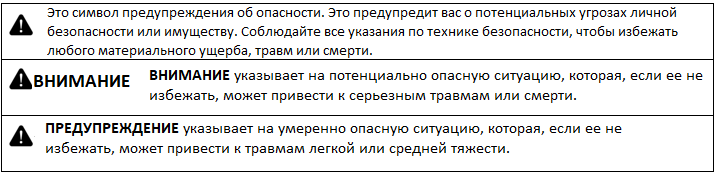 Это символ предупреждения об опасности. Это предупредит вас о потенциальных угрозах личной
безопасности или имуществу. Соблюдайте все указания по технике безопасности, чтобы избежать
любого материального ущерба, травм или смерти.
ВНИМАНИЕ ВНИМАНИЕ указывает на потенциально опасную ситуацию, которая, если ее не
избежать, может привести к серьезным травмам или смерти.
ПРЕДУПРЕЖДЕНИЕ указывает на умеренно опасную ситуацию, которая, если ее не
избежать, может привести к травмам легкой или средней тяжести.